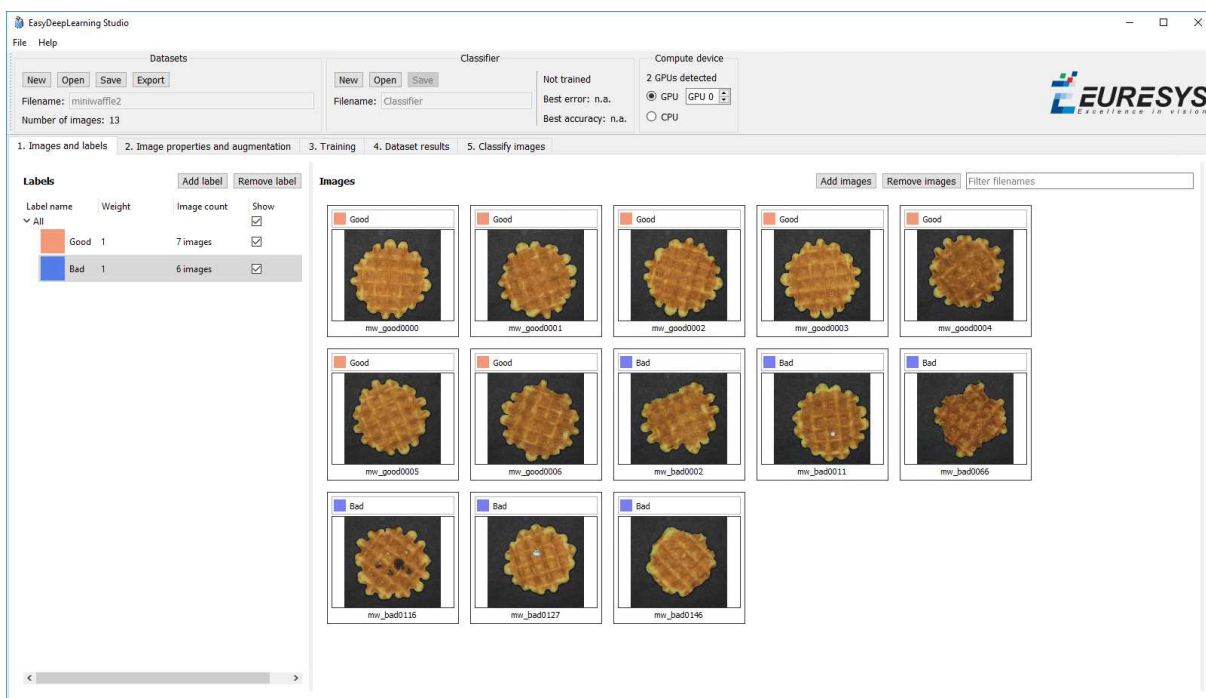 EasyDeepLearning Studio
File Help
Datasets
New Open Save Export
Filename: miniwaffle2
Number of images: 13
Classifier
New Open Save
Filename: Classifier
Not trained
Best error: n.a.
Best accuracy: n.a.
Compute device
2 GPUs detected
GPU GPU 0
CPU
EURESYS
Excellence in vision
1. Images and labels 2. Image properties and augmentation 3. Training 4. Dataset results 5. Classify images
Labels Add label Remove label
Label name Weight Image count Show
All
Good 1 7 images
Bad 1 6 images
Images Add images Remove images Filter filenames
Good Good Good Good Good
mw_good0000 mw_good0001 mw_good0002 mw_good0003 mw_good0004
Good Good Bad Bad Bad
mw_good0005 mw_good0006 mw_bad0002 mw_bad0011 mw_bad0066
Bad Bad Bad
mw_bad0116 mw_bad0127 mw_bad0146